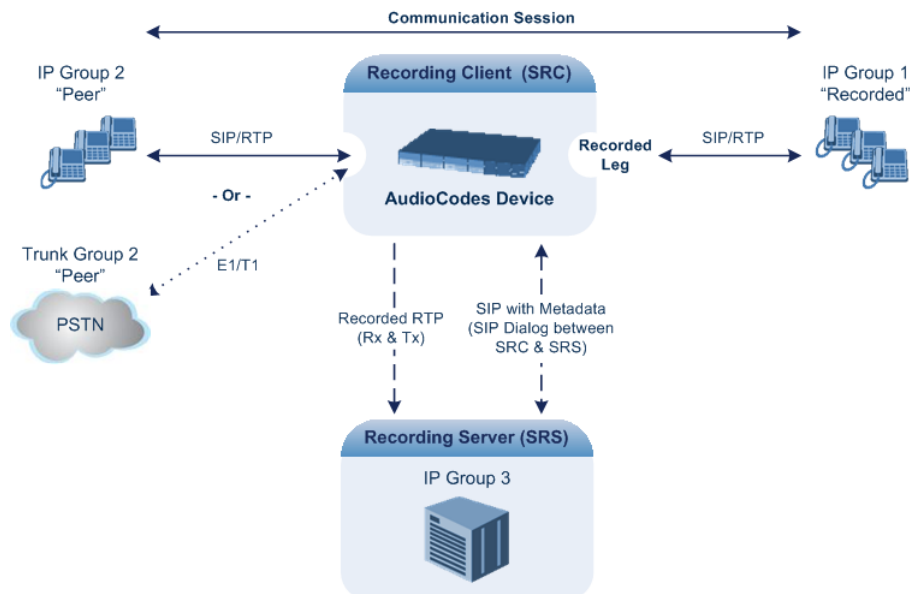 Communication Session
IP Group 2
“Peer”
Recording Client (SRC)
IP Group 1
“Recorded”
SIP/RTP
Recorded
Leg
SIP/RTP
- Or -
AudioCodes Device
Trunk Group 2
“Peer”
E1/T1
PSTN
Recorded RTP
(Rx & Tx)
SIP with Metadata
(SIP Dialog between
SRC & SRS)
Recording Server (SRS)
IP Group 3